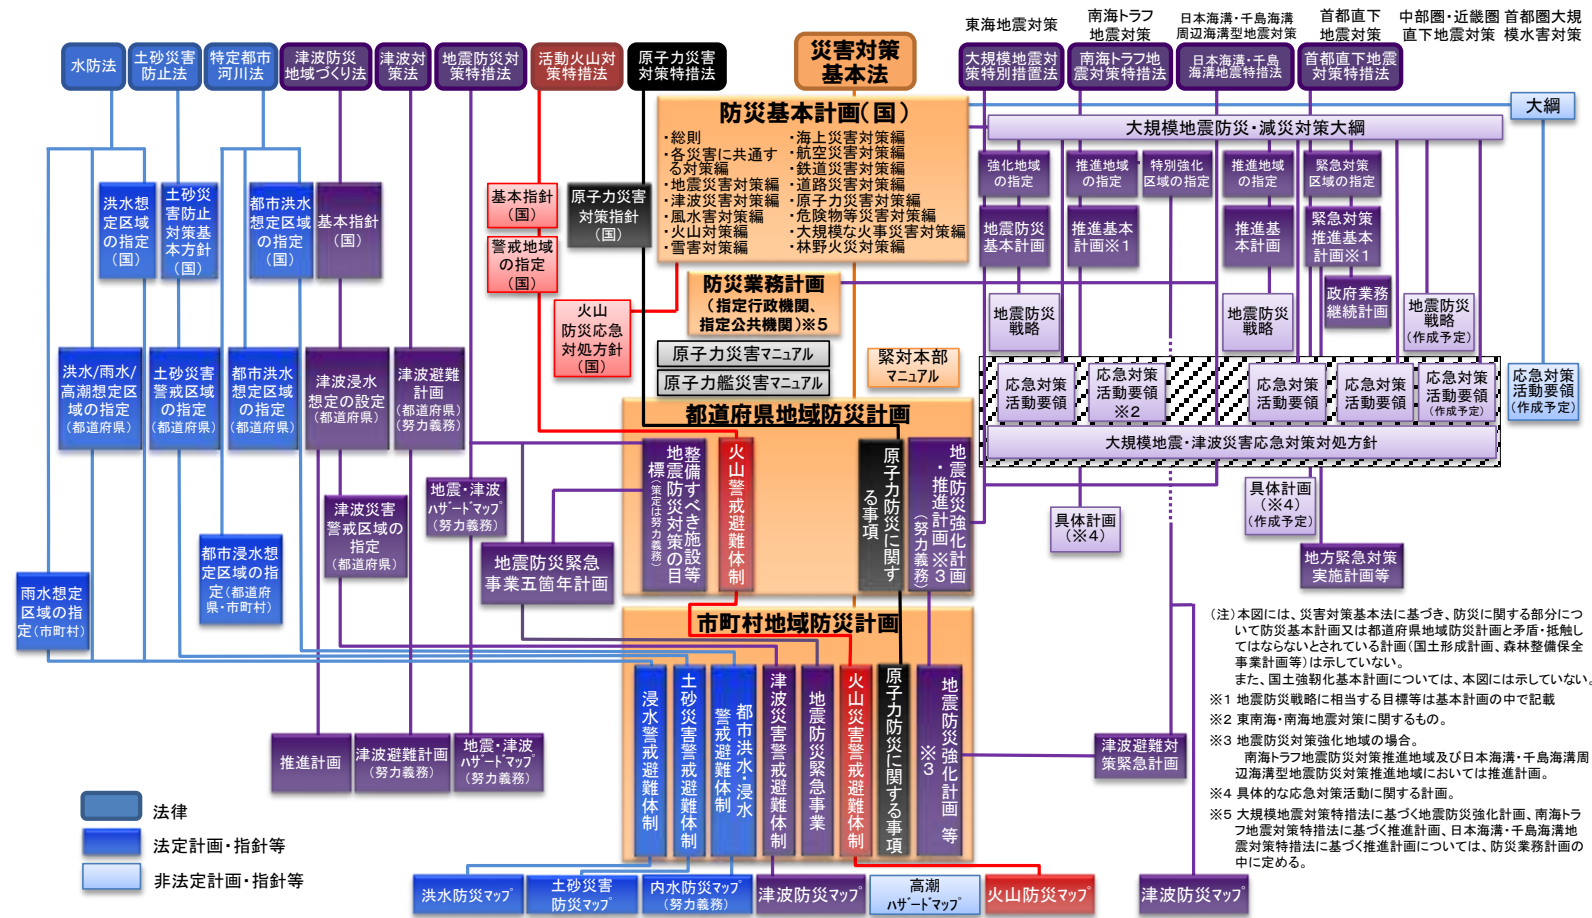 東海地震対策
南海トラフ
地震対策
日本海溝・千島海溝
周辺海溝型地震対策
首都直下
地震対策
中部圏・近畿圏
直下地震対策
首都圏大規
模水害対策
水防法
土砂災害
防止法
特定都市
河川法
津波防災
地域づくり法
津波対
策法
地震防災対
策特措法
活動火山対
策特措法
原子力災害
対策特措法
災害対策
基本法
大規模地震対
策特別措置法
南海トラフ地
震対策特措法
日本海溝・千島
海溝地震特措法
首都直下地震
対策特措法
防災基本計画(国)
・総則
・各災害に共通す
る対策編
・地震災害対策編
・津波災害対策編
・風水害対策編
・火山対策編
・雪害対策編
・海上災害対策編
・航空災害対策編
・鉄道災害対策編
・道路災害対策編
・原子力災害対策編
・危険物等災害対策編
・大規模な火事災害対策編
・林野火災対策編
大綱
大規模地震防災・減災対策大綱
強化地域
の指定
推進地域
の指定
特別強化
区域の指定
推進地域
の指定
緊急対策
区域の指定
洪水想
定区域
の指定
(国)
土砂災
害防止
対策基
本方針
(国)
都市洪水
想定区域
の指定
(国)
基本指針
(国)
基本指針
(国)
警戒地域
の指定
(国)
原子力災害
対策指針
(国)
地震防災
基本計画
推進基本
計画※1
推進基
本計画
緊急対策
推進基本
計画※1
防災業務計画
(指定行政機関、
指定公共機関)※5
火山
防災応急
対処方針
(国)
地震防災
戦略
地震防災
戦略
政府業務
継続計画
地震防災
戦略
(作成予定)
原子力災害マニュアル
原子力艦災害マニュアル
緊対本部
マニュアル
洪水/雨水/
高潮想定区
域の指定
(都道府県)
土砂災害
警戒区域
の指定
(都道府県)
都市洪水
想定区域
の指定
(都道府県)
津波浸水
想定の設定
(都道府県)
津波避難
計画
(都道府県)
(努力義務)
応急対策
活動要領
応急対策
活動要領
※2
応急対策
活動要領
応急対策
活動要領
応急対策
活動要領
(作成予定)
応急対策
活動要領
(作成予定)
大規模地震・津波災害応急対策対処方針
都道府県地域防災計画
整備すべき施設等
地震防災対策の目
標(策定は努力義務)
火山警戒避難体制
原子力防災に関す
る事項
地震防災強化計画
・推進計画※3
(努力義務)
地震・津波
ハザードマップ
(努力義務)
津波災害
警戒区域の
指定
(都道府県)
地震防災緊急
事業五箇年計画
具体計画
(※4)
具体計画
(※4)
(作成予定)
地方緊急対策
実施計画等
都市浸水想
定区域の指
定(都道府
県・市町村)
雨水想定
区域の指
定(市町村)
市町村地域防災計画
浸水警戒避難体制
土砂災害警戒避難体制
都市洪水・浸水
警戒避難体制
津波災害警戒避難体制
地震防災緊急事業
火山災害警戒避難体制
原子力防災に関する事項
地震防災強化計画 等
※3
推進計画
津波避難計画
(努力義務)
地震・津波
ハザードマップ
(努力義務)
津波避難対
策緊急計画
(注)本図には、災害対策基本法に基づき、防災に関する部分につ
いて防災基本計画又は都道府県地域防災計画と矛盾・抵触し
てはならないとされている計画(国土形成計画、森林整備保全
事業計画等)は示していない。
また、国土強靭化基本計画については、本図には示していない。
※1 地震防災戦略に相当する目標等は基本計画の中で記載
※2 東南海・南海地震対策に関するもの。
※3 地震防災対策強化地域の場合。
南海トラフ地震防災対策推進地域及び日本海溝・千島海溝周
辺海溝型地震防災対策推進地域においては推進計画。
※4 具体的な応急対策活動に関する計画。
※5 大規模地震対策特措法に基づく地震防災強化計画、南海トラ
フ地震対策特措法に基づく推進計画、日本海溝・千島海溝地
震対策特措法に基づく推進計画については、防災業務計画の
中に定める。
法律
法定計画・指針等
非法定計画・指針等
洪水防災マップ
土砂災害
防災マップ
内水防災マップ
(努力義務)
津波防災マップ
高潮
ハザードマップ
火山防災マップ
津波防災マップ